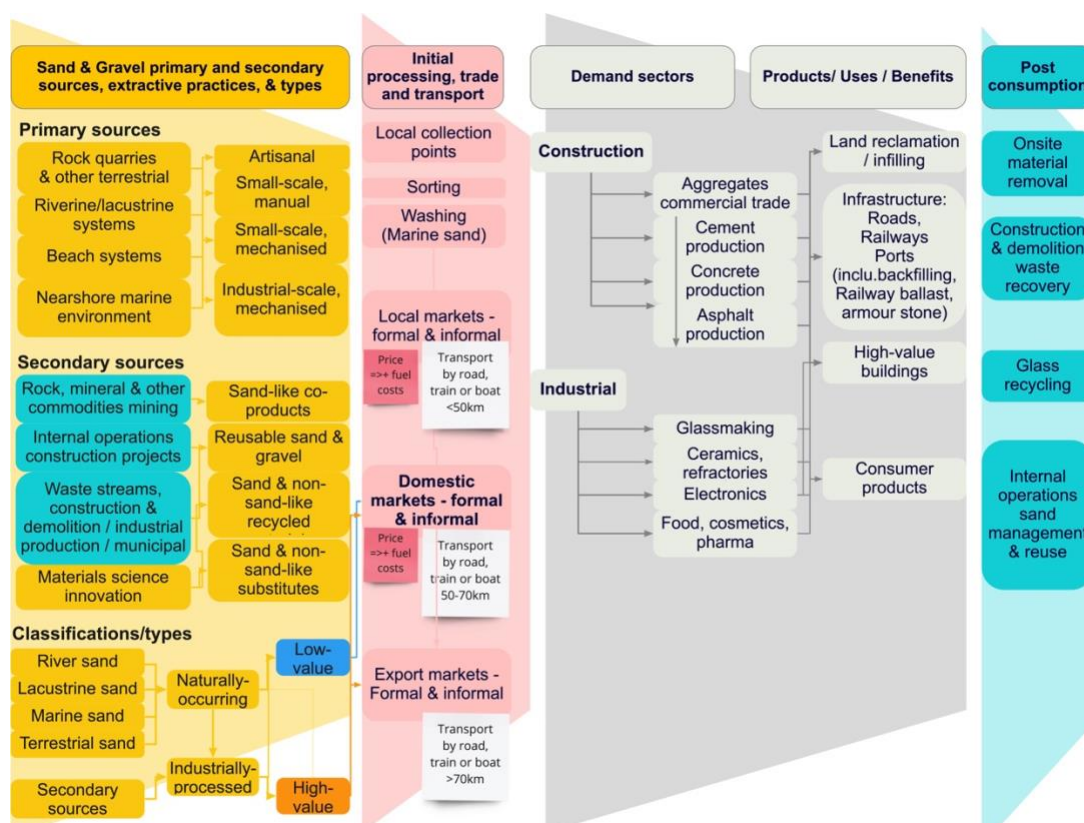 Sand & Gravel primary and secondary
sources, extractive practices, & types
Initial
processing, trade
and transport
Demand sectors
Products/ Uses / Benefits
Post
consumption
Primary sources
Rock quarries
& other terrestrial
Riverine/lacustrine
systems
Beach systems
Nearshore marine
environment
Artisanal
Small-scale,
manual
Small-scale,
mechanised
Industrial-scale,
mechanised
Secondary sources
Rock, mineral & other
commodities mining
Internal operations
construction projects
Waste streams,
construction &
demolition / industrial
production / municipal
Materials science
innovation
Sand-like co-
products
Reusable sand &
gravel
Sand & non-
sand-like
recycled
Sand & non-
sand-like
substitutes
Classifications/types
River sand
Lacustrine sand
Marine sand
Terrestrial sand
Secondary
sources
Naturally-
occurring
Industrially-
processed
Low-
value
High-
value
Local collection
points
Sorting
Washing
(Marine sand)
Local markets -
formal & informal
Price
=>+ fuel
costs
Transport
by road,
train or boat
<50km
Domestic
markets - formal
& informal
Price
=>+ fuel
costs
Transport
by road,
train or boat
50-70km
Export markets -
Formal & informal
Transport
by road,
train or boat
>70km
Construction
Aggregates
commercial trade
Cement
production
Concrete
production
Asphalt
production
Industrial
Glassmaking
Ceramics,
refractories
Electronics
Food, cosmetics,
pharma
Land reclamation
/ infilling
Infrastructure:
Roads,
Railways
Ports
(inclu.backfilling,
Railway ballast,
armour stone)
High-value
buildings
Consumer
products
Onsite
material
removal
Construction
& demolition
waste
recovery
Glass
recycling
Internal
operations
sand
management
& reuse